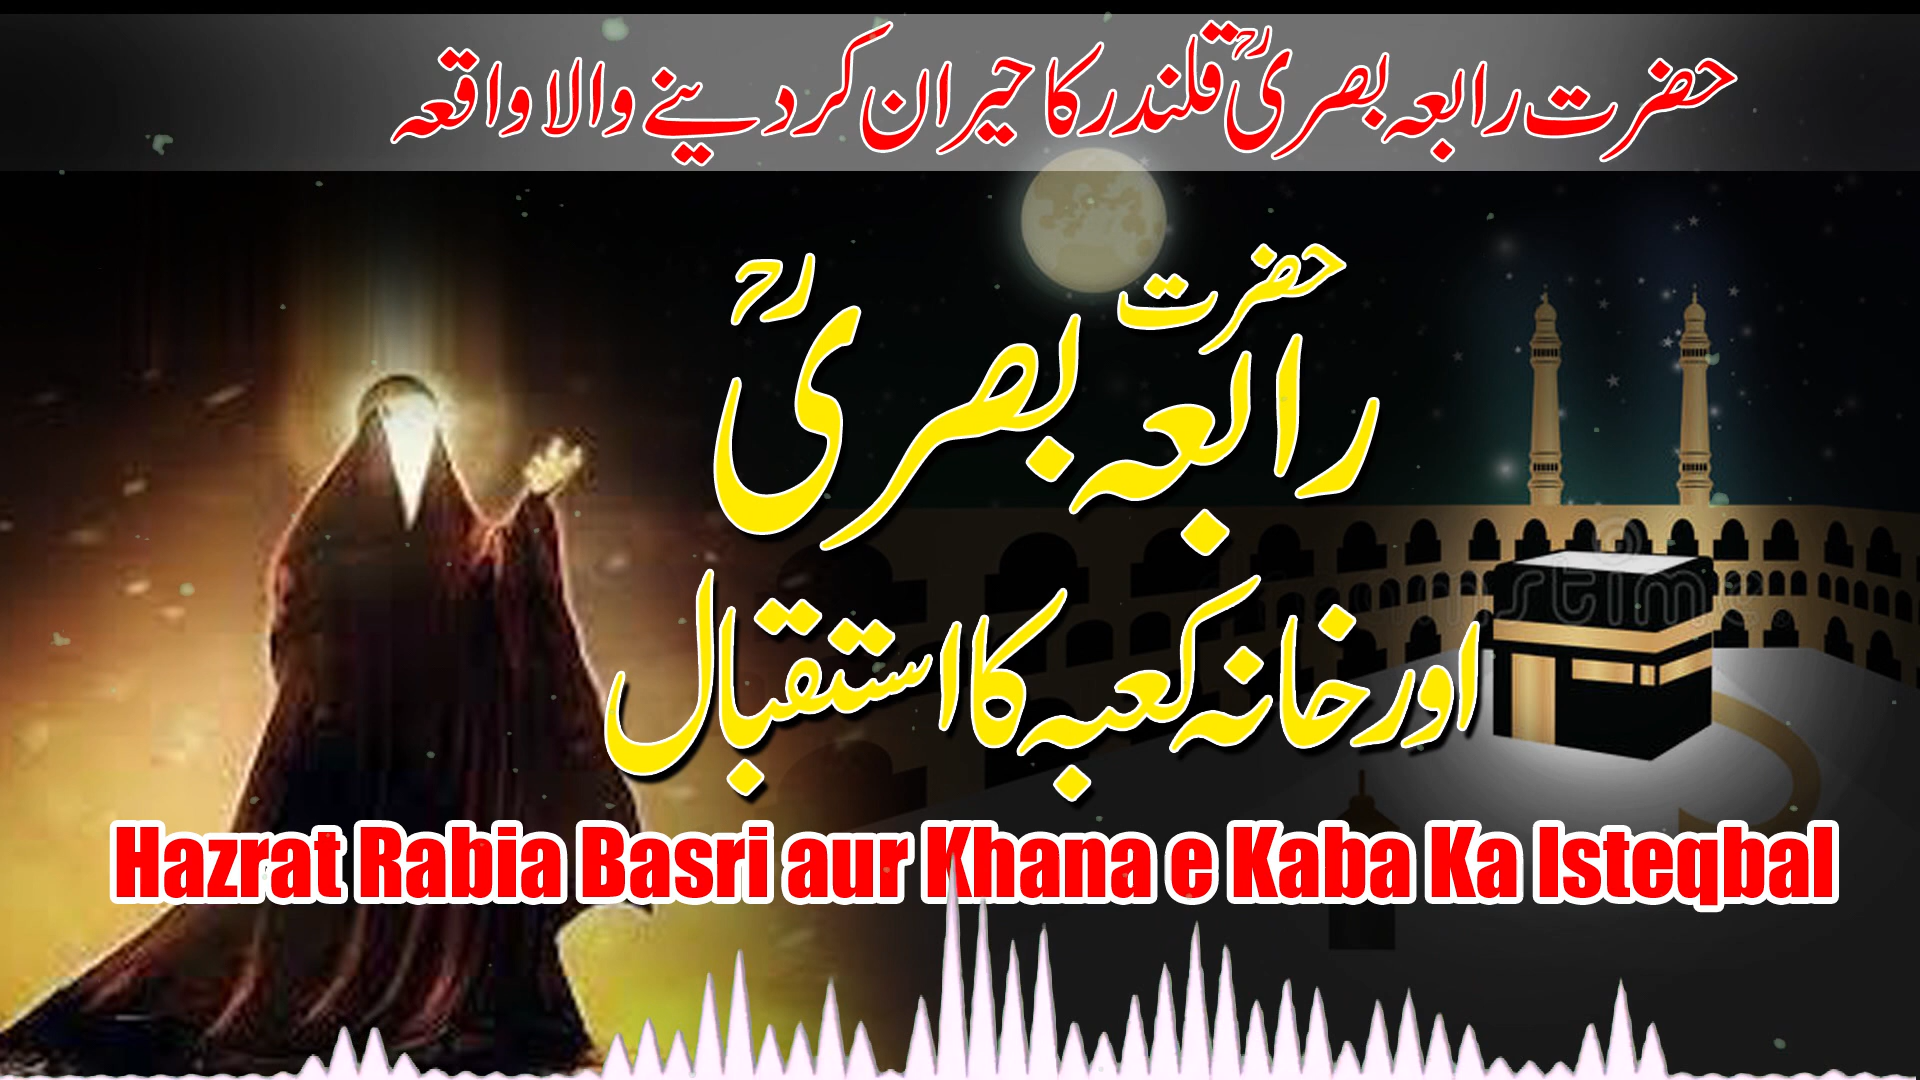 حضرت رابعہ بصریؒ قلندر کا حیران کر دینے والا واقعہ
حضرت
رابعہ بصریؒ
اور خانہ کعبہ کا استقبال
Hazrat Rabia Basri aur Khana e Kaba Ka Isteqbal